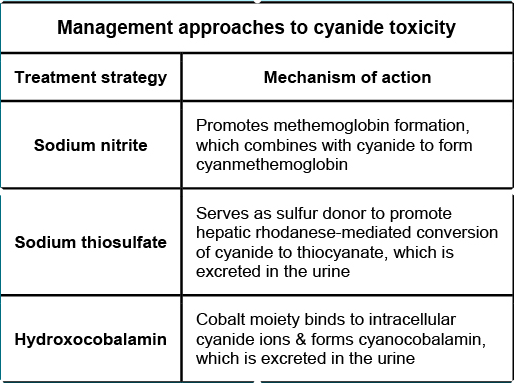 Management approaches to cyanide toxicity
Treatment strategy
Mechanism of action
Sodium nitrite
Promotes methemoglobin formation,
which combines with cyanide to form
cyanmethemoglobin
Sodium thiosulfate
Serves as sulfur donor to promote
hepatic rhodanese-mediated conversion
of cyanide to thiocyanate, which is
excreted in the urine
Hydroxocobalamin
Cobalt moiety binds to intracellular
cyanide ions & forms cyanocobalamin,
which is excreted in the urine